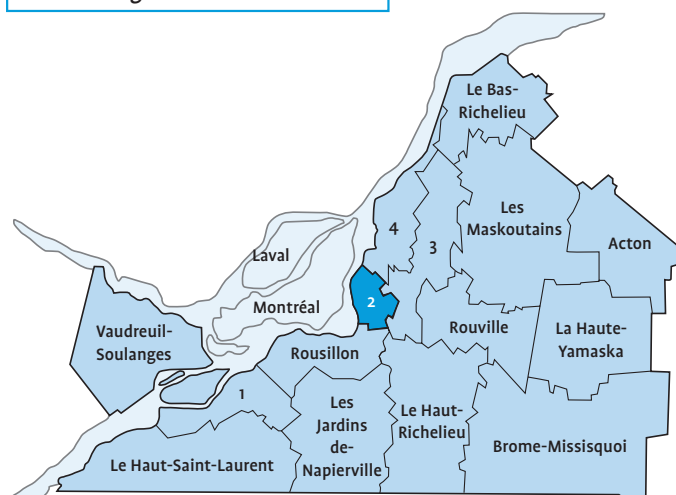 Le Bas-
Richelieu
Les
Maskoutains
4
3
Acton
Laval
Montréal
2
Vaudreuil-
Soulanges
Rouville
La Haute-
Yamaska
Rousillon
1
Les
Jardins
de-
Napierville
Le Haut-
Richelieu
Brome-Missisquoi
Le Haut-Saint-Laurent